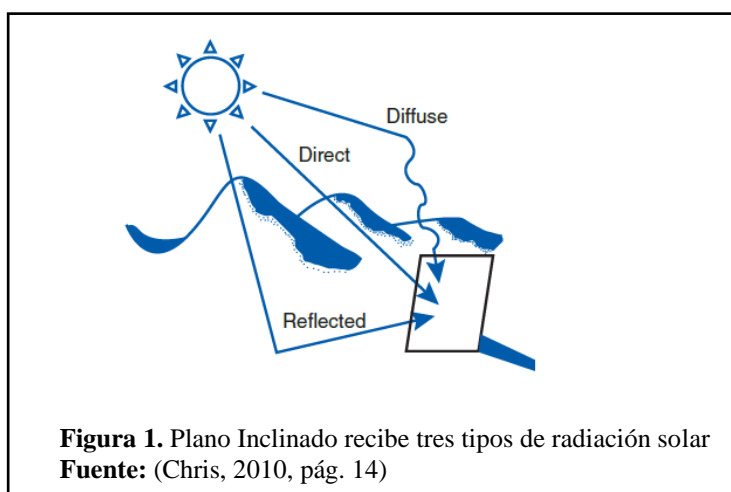 Diffuse
Direct
Reflected
Figura 1. Plano Inclinado recibe tres tipos de radiación solar
Fuente: (Chris, 2010, pág. 14)